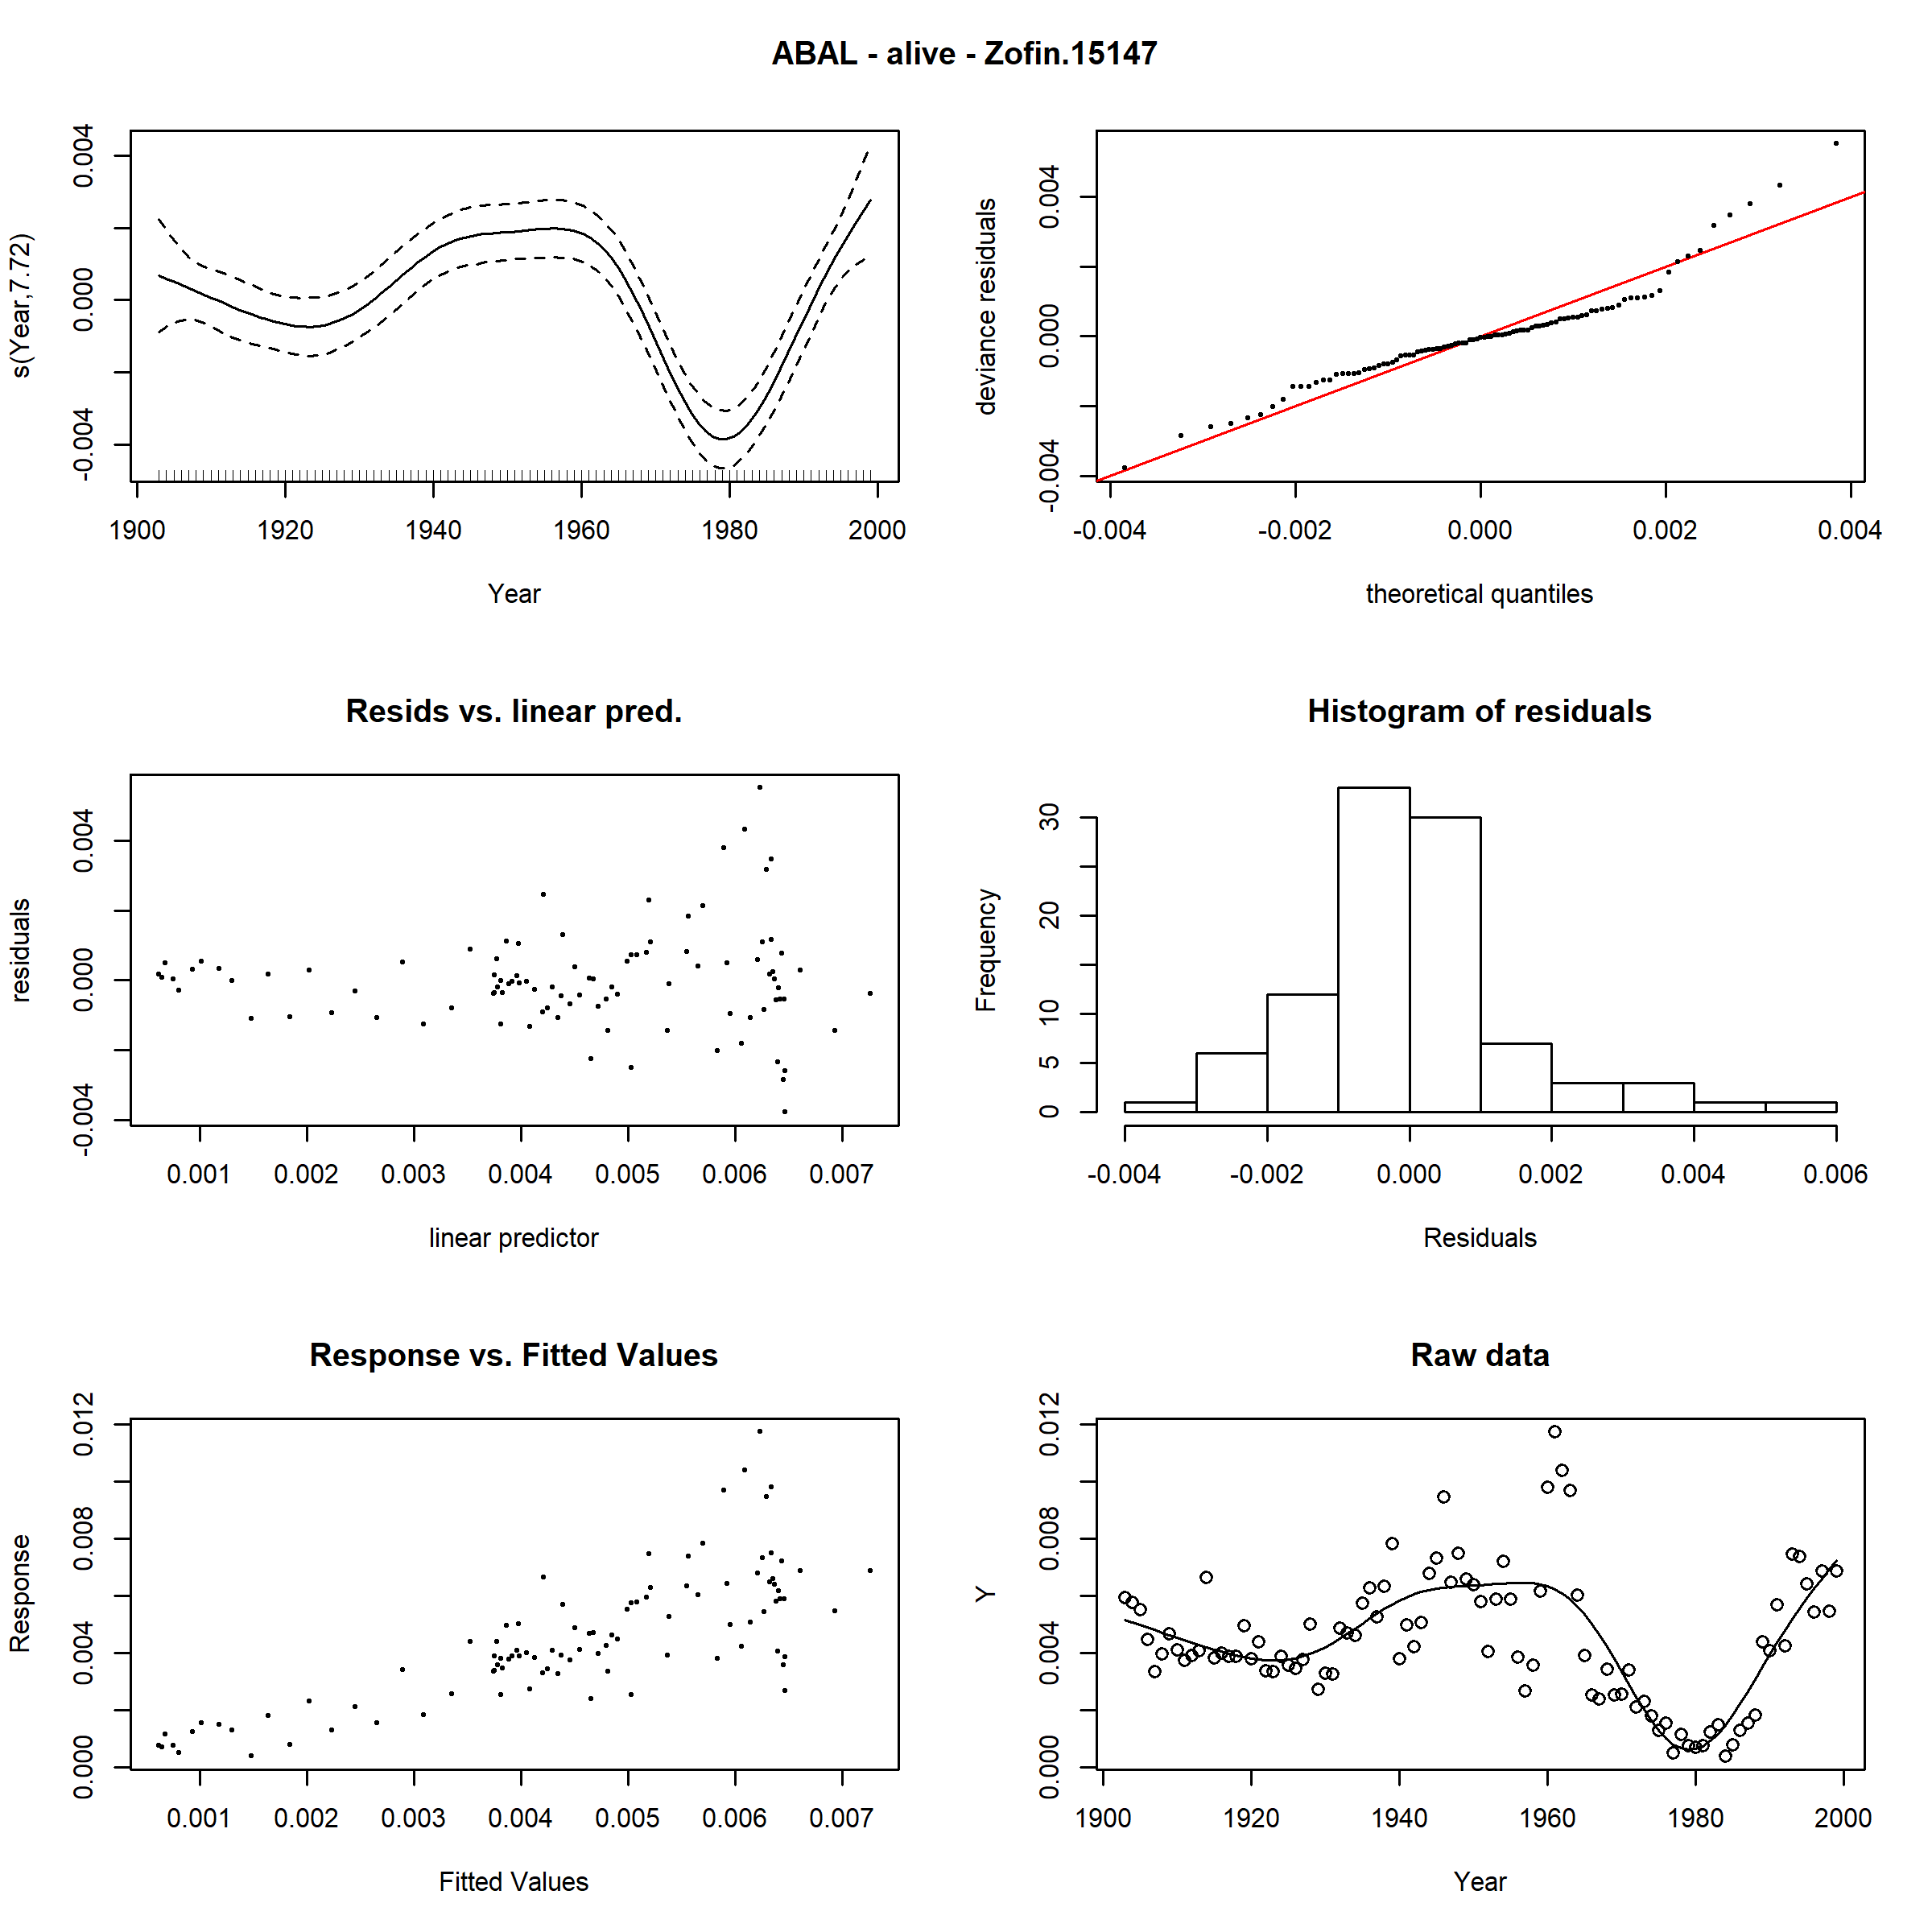 ABAL - alive - Zofin.15147
s(Year,7.72)
0.004
0.000
-0.004
1900 1920 1940 1960 1980 2000
Year
deviance residuals
0.004
0.000
-0.004
-0.004 -0.002 0.000 0.002 0.004
theoretical quantiles
Resids vs. linear pred.
residuals
0.004
0.000
-0.004
0.001 0.002 0.003 0.004 0.005 0.006 0.007
linear predictor
Histogram of residuals
Frequency
30
20
10
5
0
-0.004 -0.002 0.000 0.002 0.004 0.006
Residuals
Response vs. Fitted Values
Response
0.012
0.008
0.004
0.000
0.001 0.002 0.003 0.004 0.005 0.006 0.007
Fitted Values
Raw data
Y
0.012
0.008
0.004
0.000
1900 1920 1940 1960 1980 2000
Year